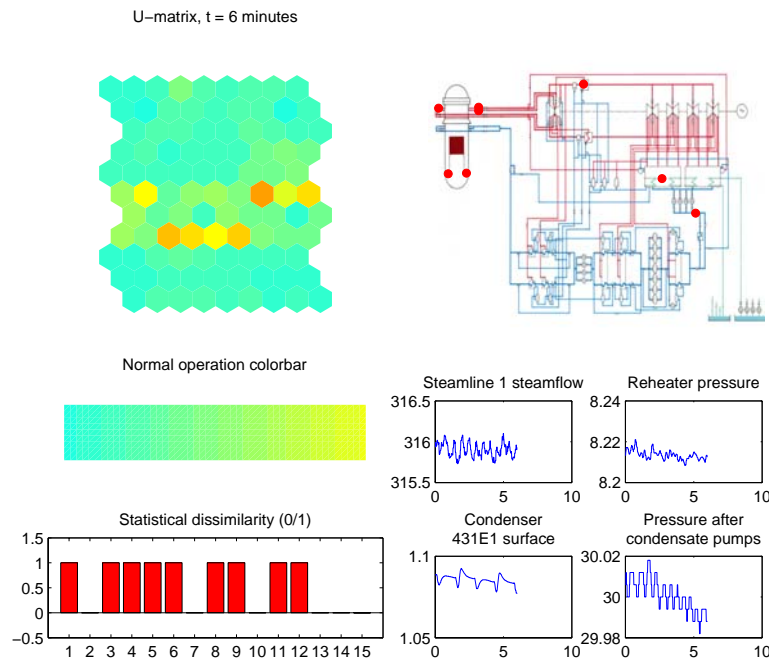 U−matrix, t = 6 minutes
Normal operation colorbar
Steamline 1 steamflow
316.5
316
315.5
0 5 10
Reheater pressure
8.24
8.22
8.2
0 5 10
Statistical dissimilarity (0/1)
1.5
1
0.5
0
−0.5
1 2 3 4 5 6 7 8 9 10 11 12 13 14 15
Condenser
431E1 surface
1.1
1.05
0 5 10
Pressure after
condensate pumps
30.02
30
29.98
0 5 10